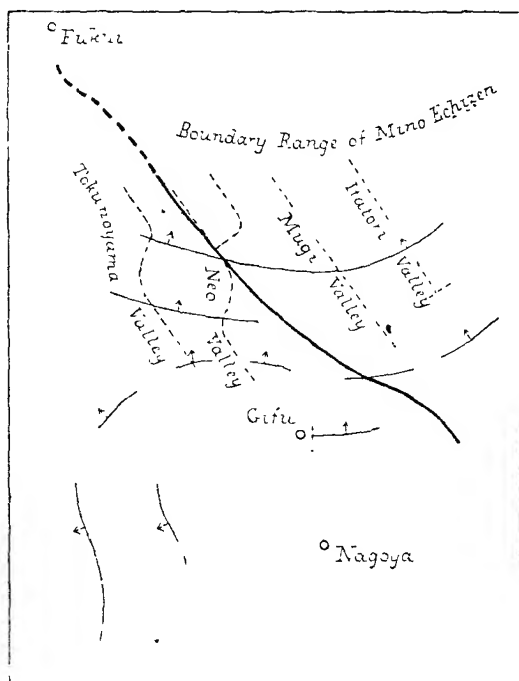 Fukui
Boundary Range of Mino Echizen
Tokunoyama
Valley
Neo
Valley
Mugi
Valley
Itatori
Valley
Gifu
Nagoya